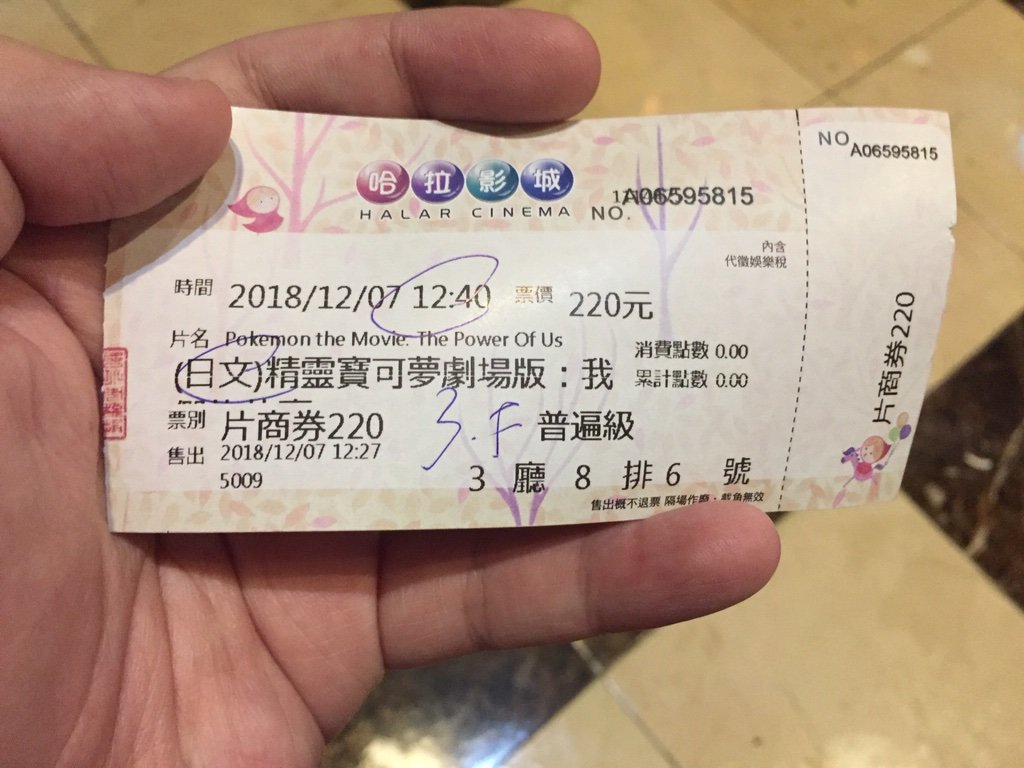 哈拉影城
HALAR CINEMA
NO. A06595815
NO A06595815
內含
代徵娛樂稅
時間 2018/12/07 12:40 票價 220元
片名 Pokemon the Movie: The Power Of Us
(日文)精靈寶可夢劇場版：我
消費點數 0.00
累計點數 0.00
票別 片商券220 3.F 普遍級
售出 2018/12/07 12:27
5009
3 廳 8 排 6 號
售出概不退票 隔場作廢．截角無效
片商券220